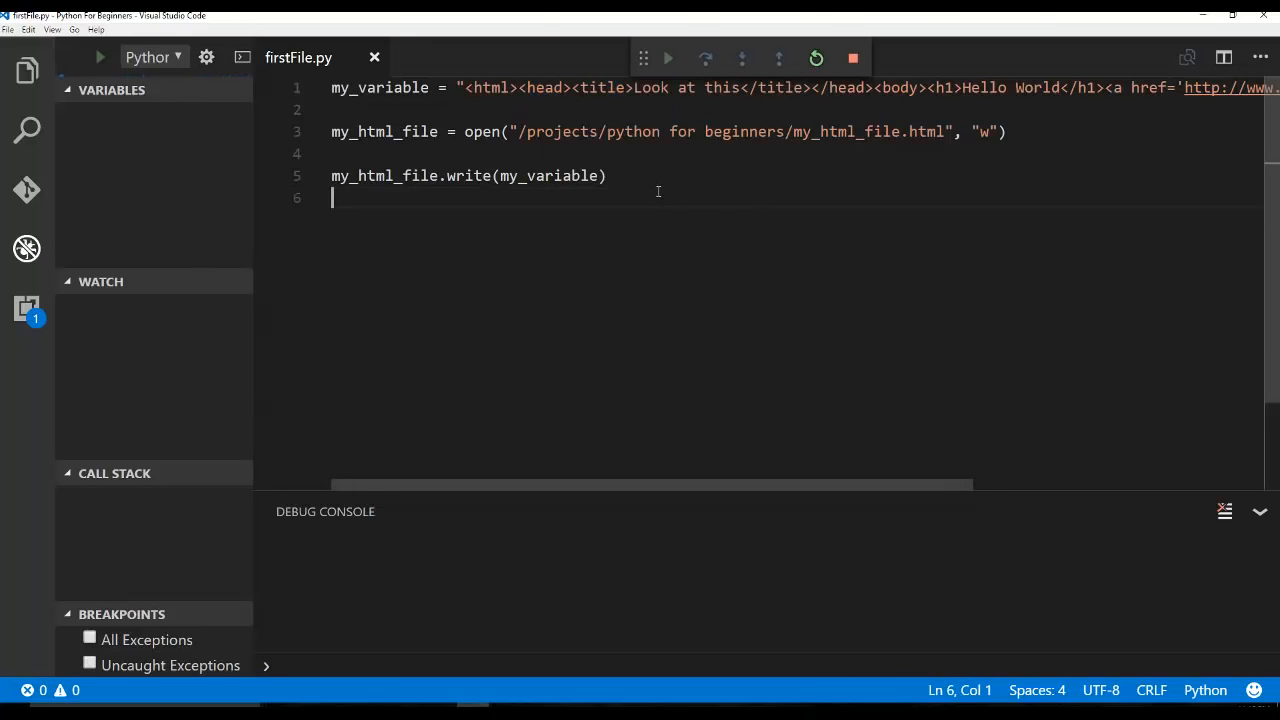 firstFile.py - Python For Beginners - Visual Studio Code
File Edit View Go Help
Python
firstFile.py
VARIABLES
WATCH
CALL STACK
BREAKPOINTS
All Exceptions
Uncaught Exceptions
1 my_variable = "<html><head><title>Look at this</title></head><body><h1>Hello World</h1><a href='http://www.
2
3 my_html_file = open("/projects/python for beginners/my_html_file.html", "w")
4
5 my_html_file.write(my_variable)
6
DEBUG CONSOLE
1
0 0
Ln 6, Col 1 Spaces: 4 UTF-8 CRLF Python